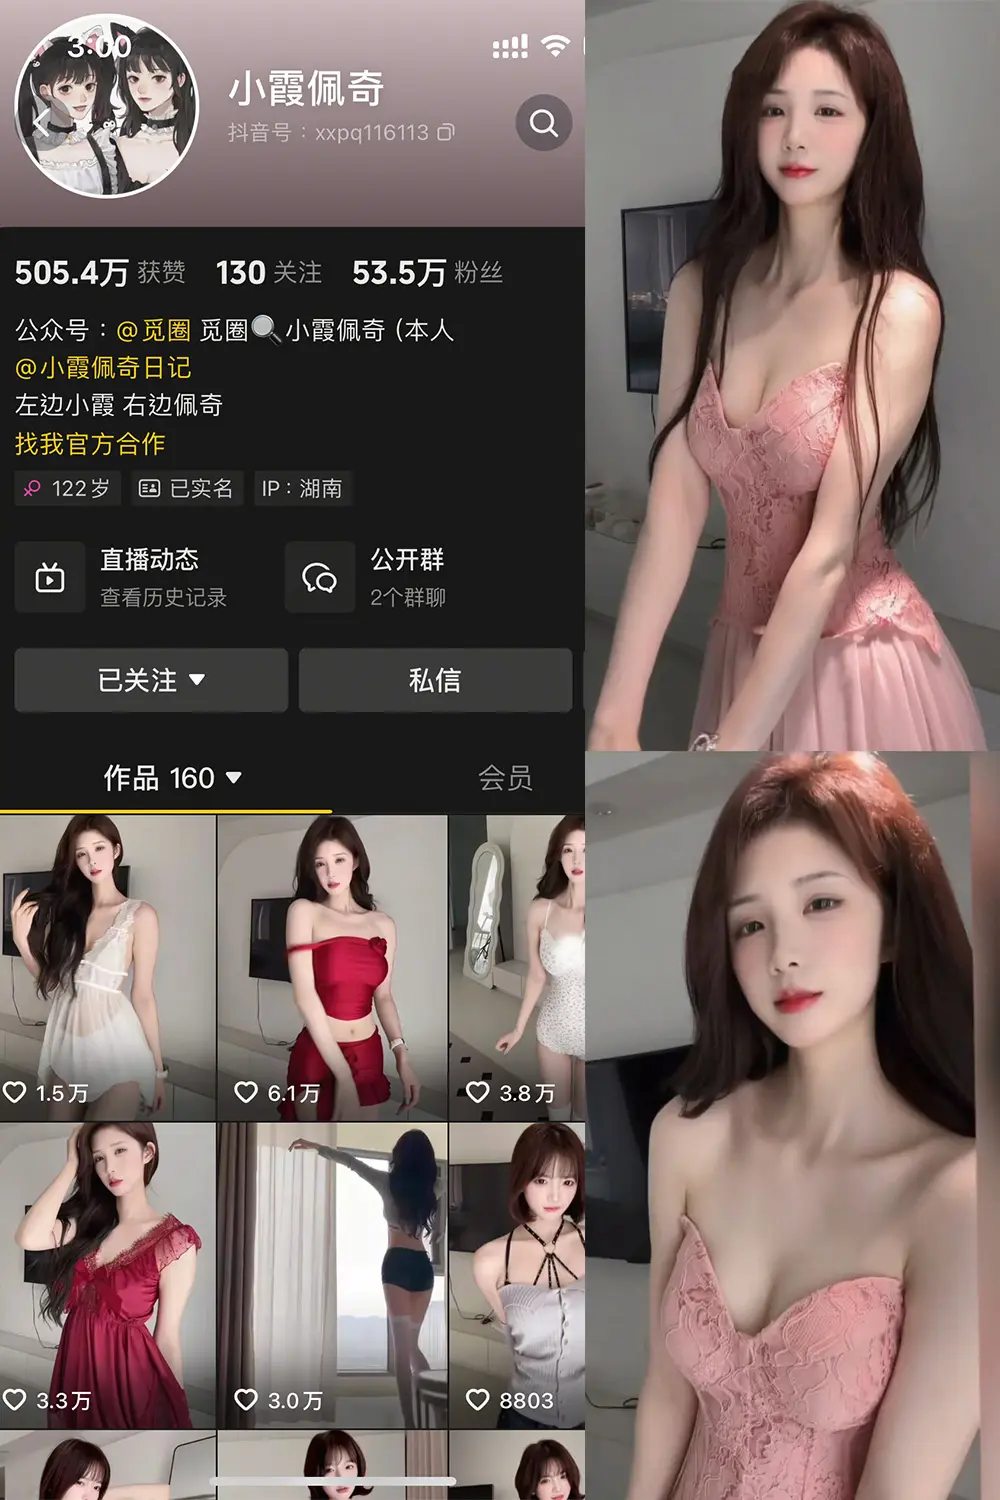 3:00
小霞佩奇
抖音号：xxpq116113
505.4万 获赞 130 关注 53.5万 粉丝
公众号：@觅圈 觅圈🔍小霞佩奇 (本人
@小霞佩奇日记
左边小霞 右边佩奇
找我官方合作
122岁 已实名 IP：湖南
直播动态
查看历史记录
公开群
2个群聊
已关注 私信
作品 160 会员
1.5万 6.1万 3.8万
3.3万 3.0万 8803